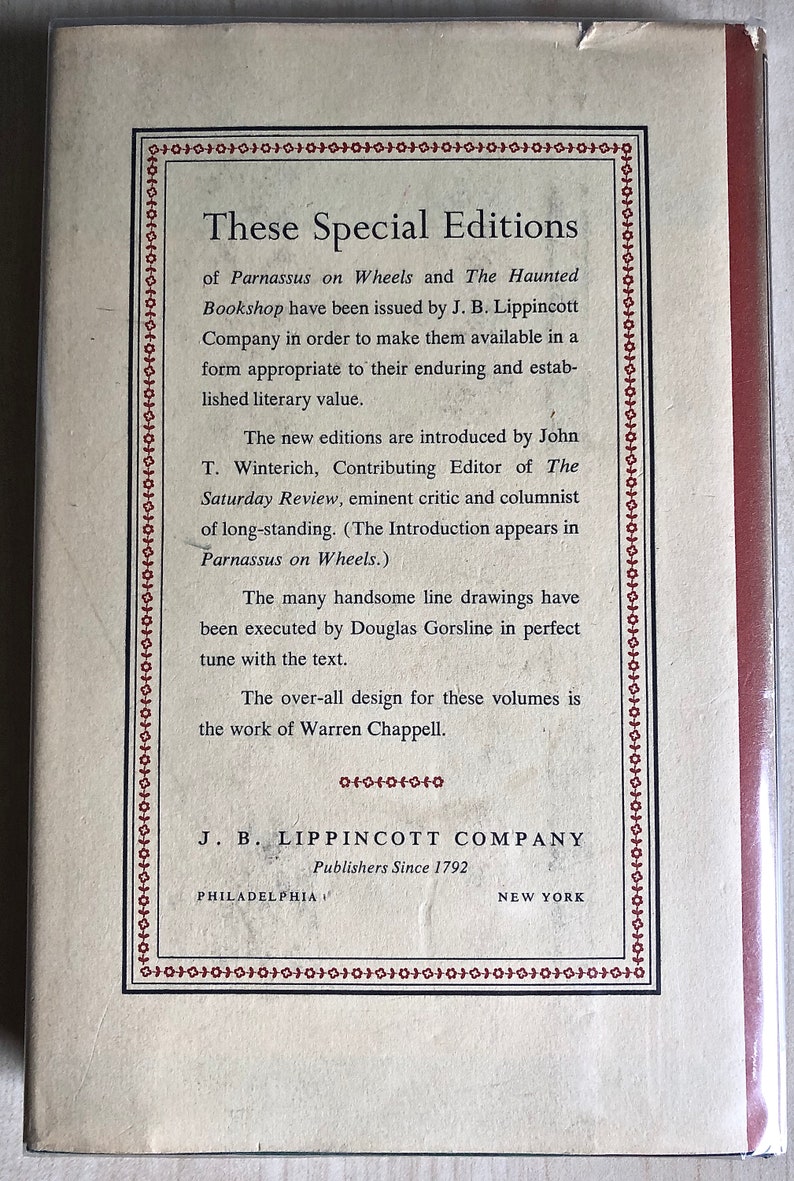 These Special Editions
of Parnassus on Wheels and The Haunted
Bookshop have been issued by J. B. Lippincott
Company in order to make them available in a
form appropriate to their enduring and estab-
lished literary value.
The new editions are introduced by John
T. Winterich, Contributing Editor of The
Saturday Review, eminent critic and columnist
of long-standing. (The Introduction appears in
Parnassus on Wheels.)
The many handsome line drawings have
been executed by Douglas Gorsline in perfect
tune with the text.
The over-all design for these volumes is
the work of Warren Chappell.
J. B. LIPPINCOTT COMPANY
Publishers Since 1792
PHILADELPHIA NEW YORK